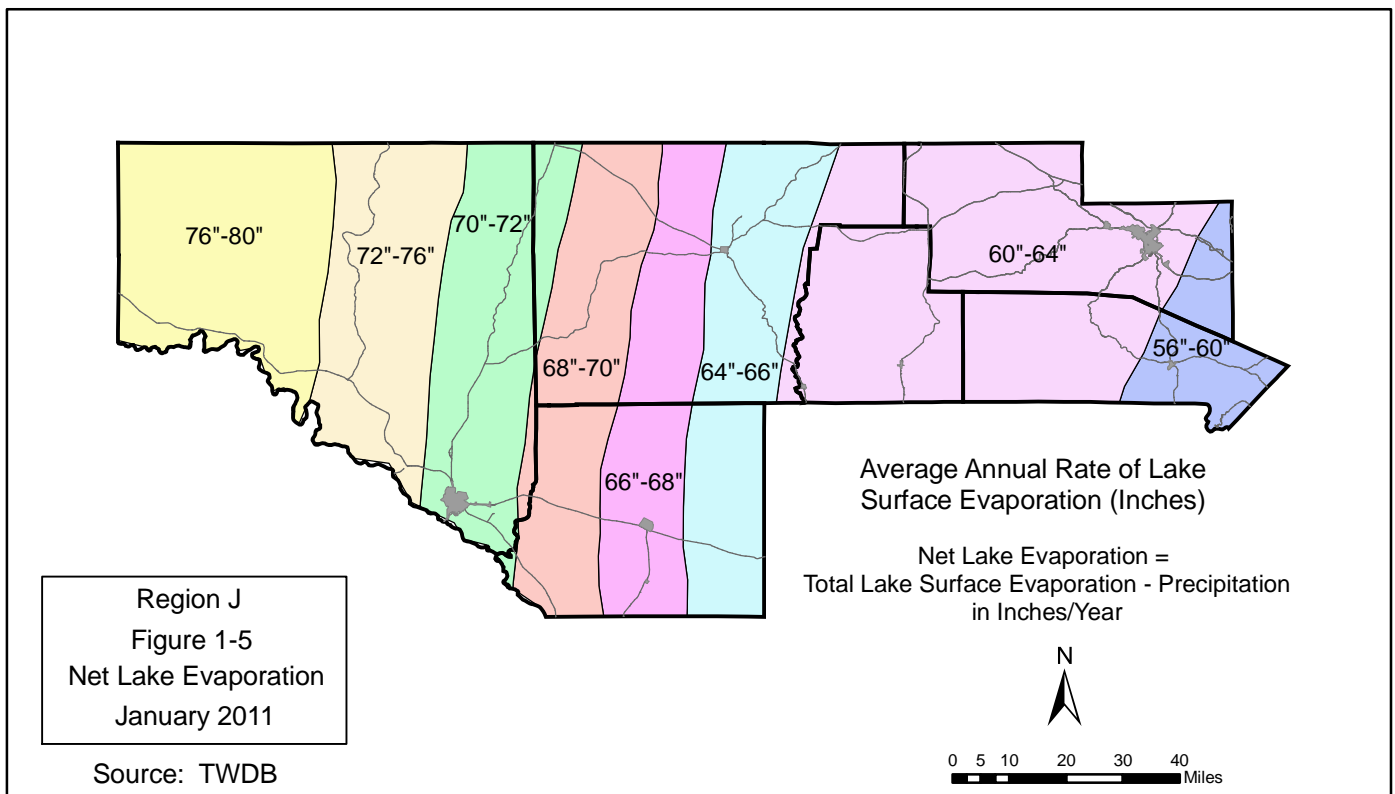 76"-80"
72"-76"
70"-72"
68"-70"
66"-68"
64"-66"
60"-64"
56"-60"
Average Annual Rate of Lake
Surface Evaporation (Inches)
Net Lake Evaporation =
Total Lake Surface Evaporation - Precipitation
in Inches/Year
N
0 5 10 20 30 40
Miles
Region J
Figure 1-5
Net Lake Evaporation
January 2011
Source: TWDB